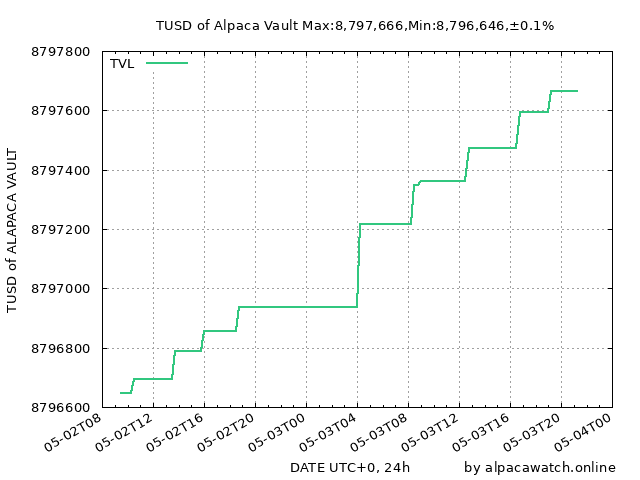 TUSD of Alpaca Vault Max:8,797,666,Min:8,796,646,±0.1%
TVL
8797800
8797600
8797400
8797200
8797000
8796800
8796600
TUSD of ALAPACA VAULT
05-02T08
05-02T12
05-02T16
05-02T20
05-03T00
05-03T04
05-03T08
05-03T12
05-03T16
05-03T20
05-04T00
DATE UTC+0, 24h
by alpacawatch.online